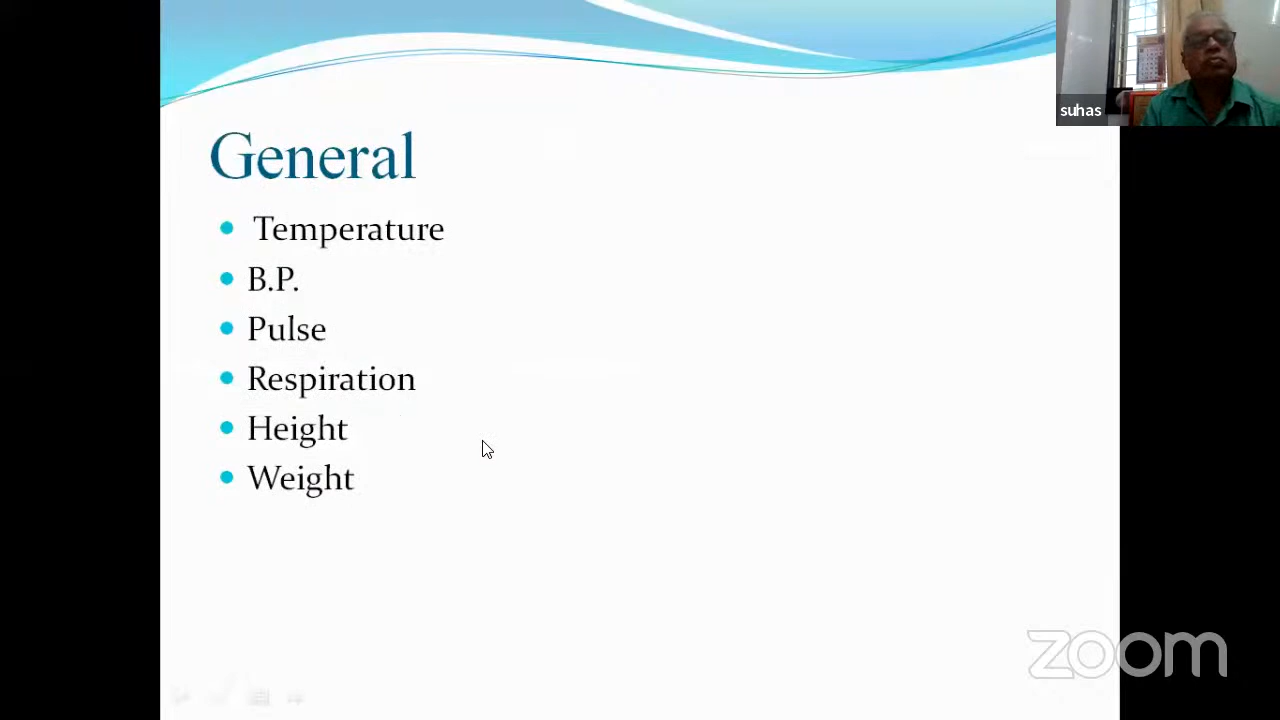 suhas
General
Temperature
B.P.
Pulse
Respiration
Height
Weight
zoom